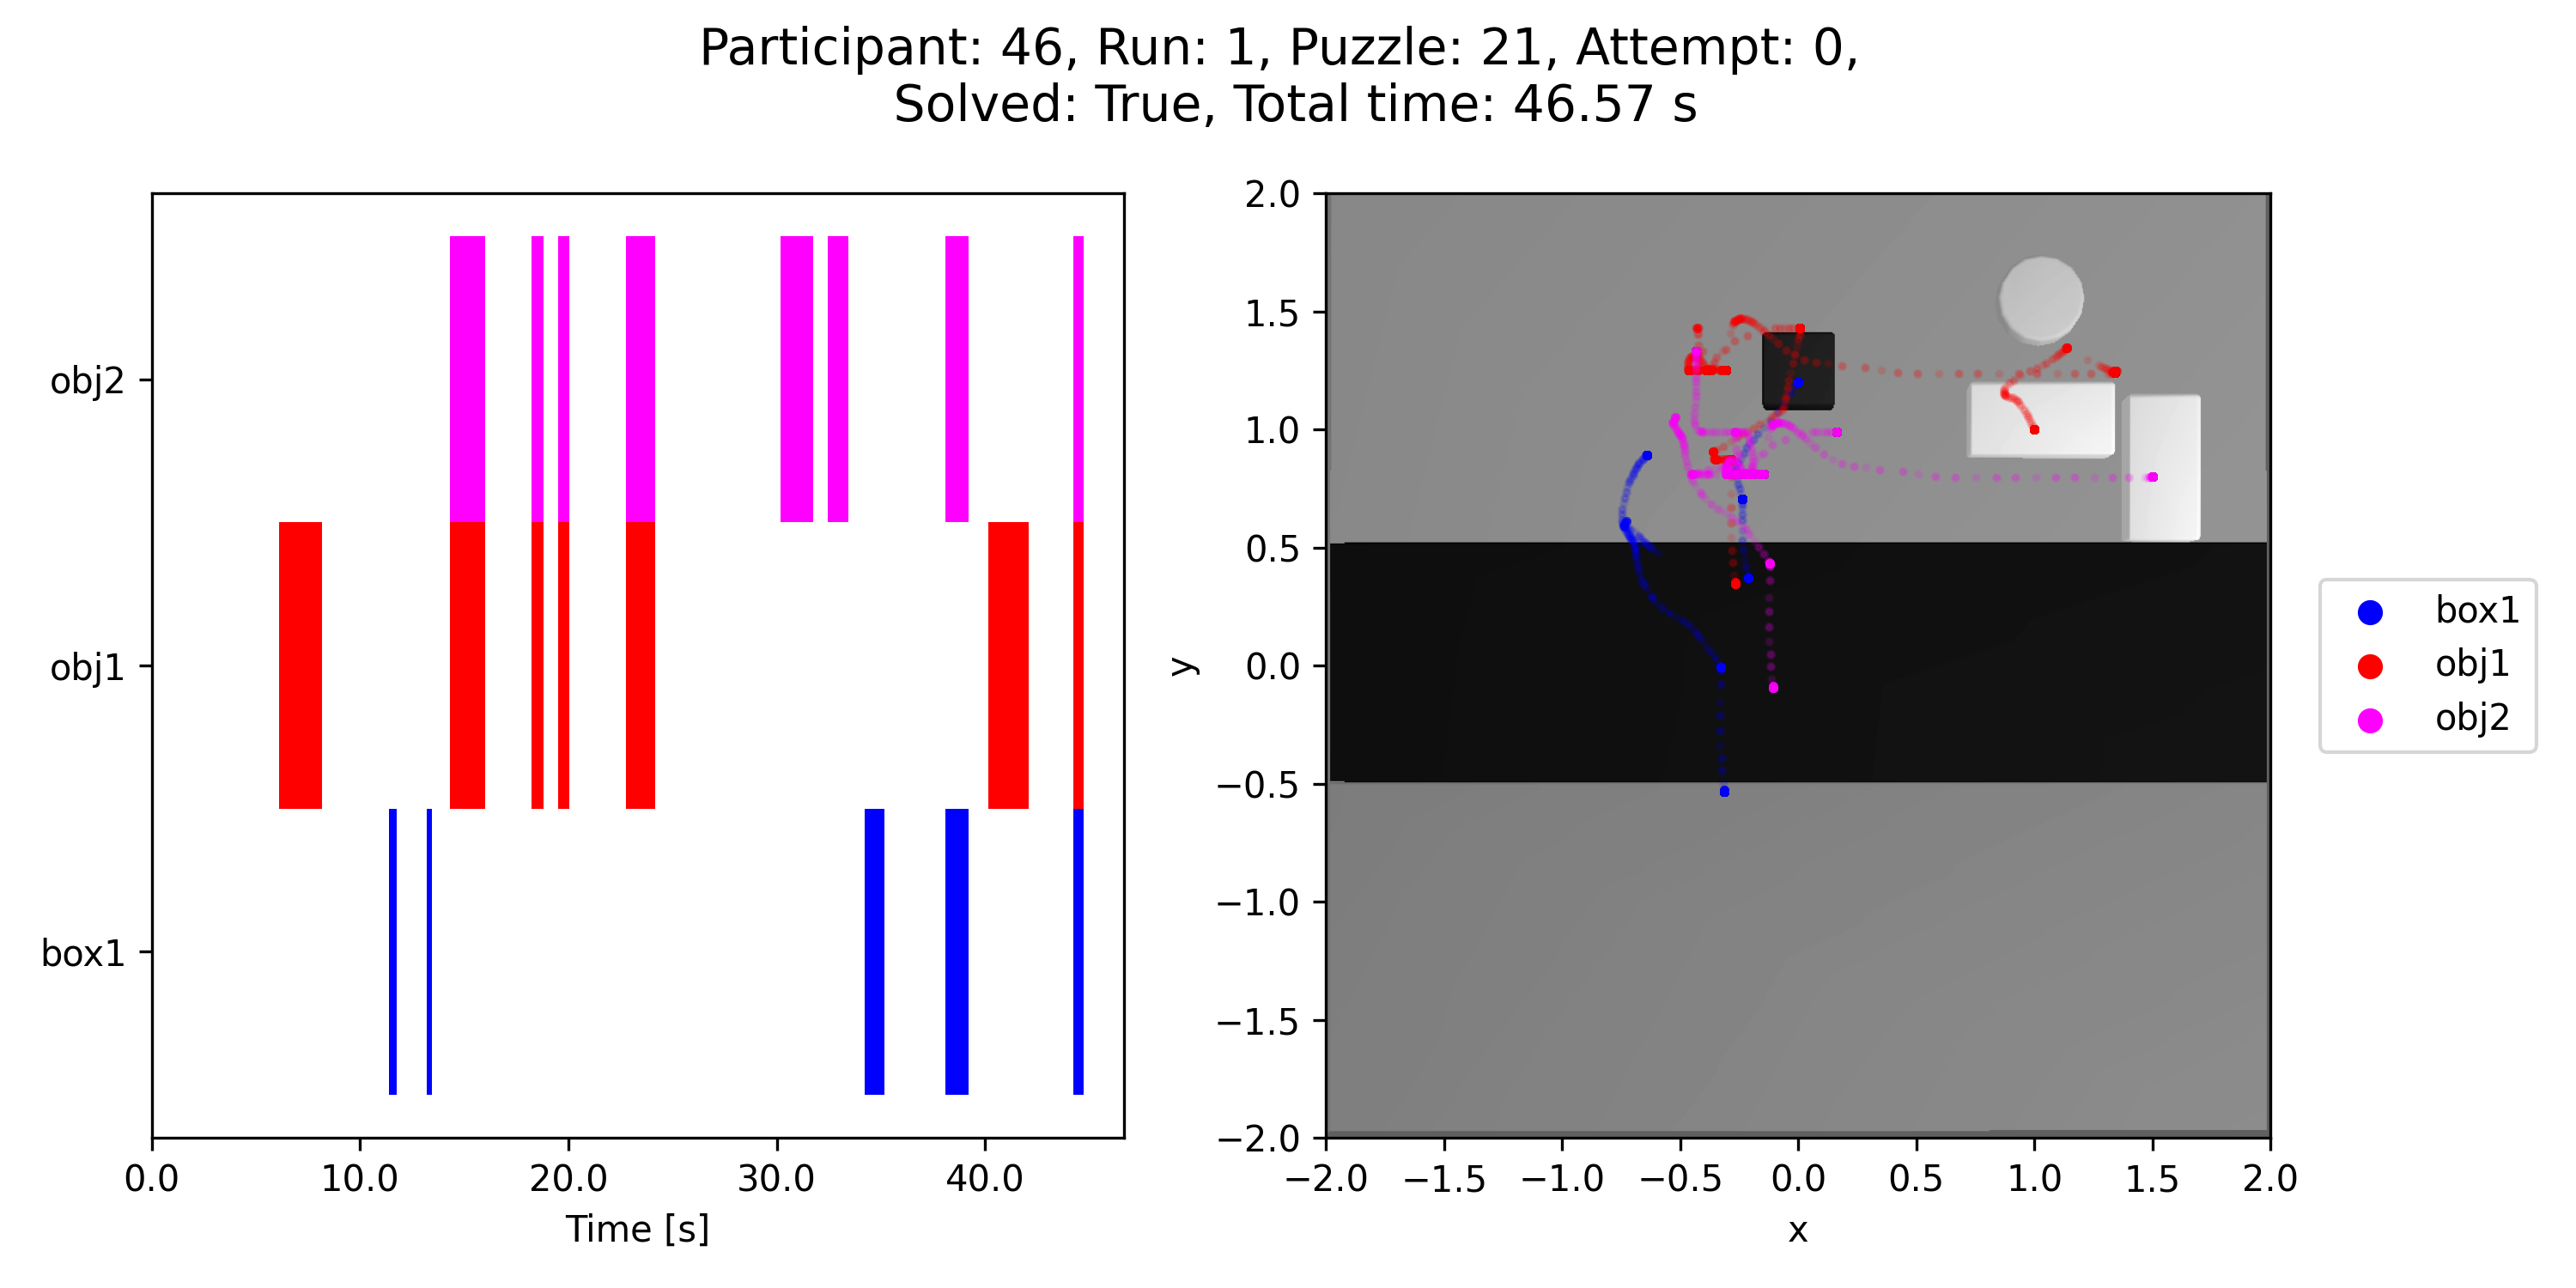 Participant: 46, Run: 1, Puzzle: 21, Attempt: 0,
Solved: True, Total time: 46.57 s
obj2
obj1
box1
0.0 10.0 20.0 30.0 40.0
Time [s]
2.0
1.5
1.0
0.5
0.0
−0.5
−1.0
−1.5
−2.0
y
−2.0 −1.5 −1.0 −0.5 0.0 0.5 1.0 1.5 2.0
x
box1
obj1
obj2